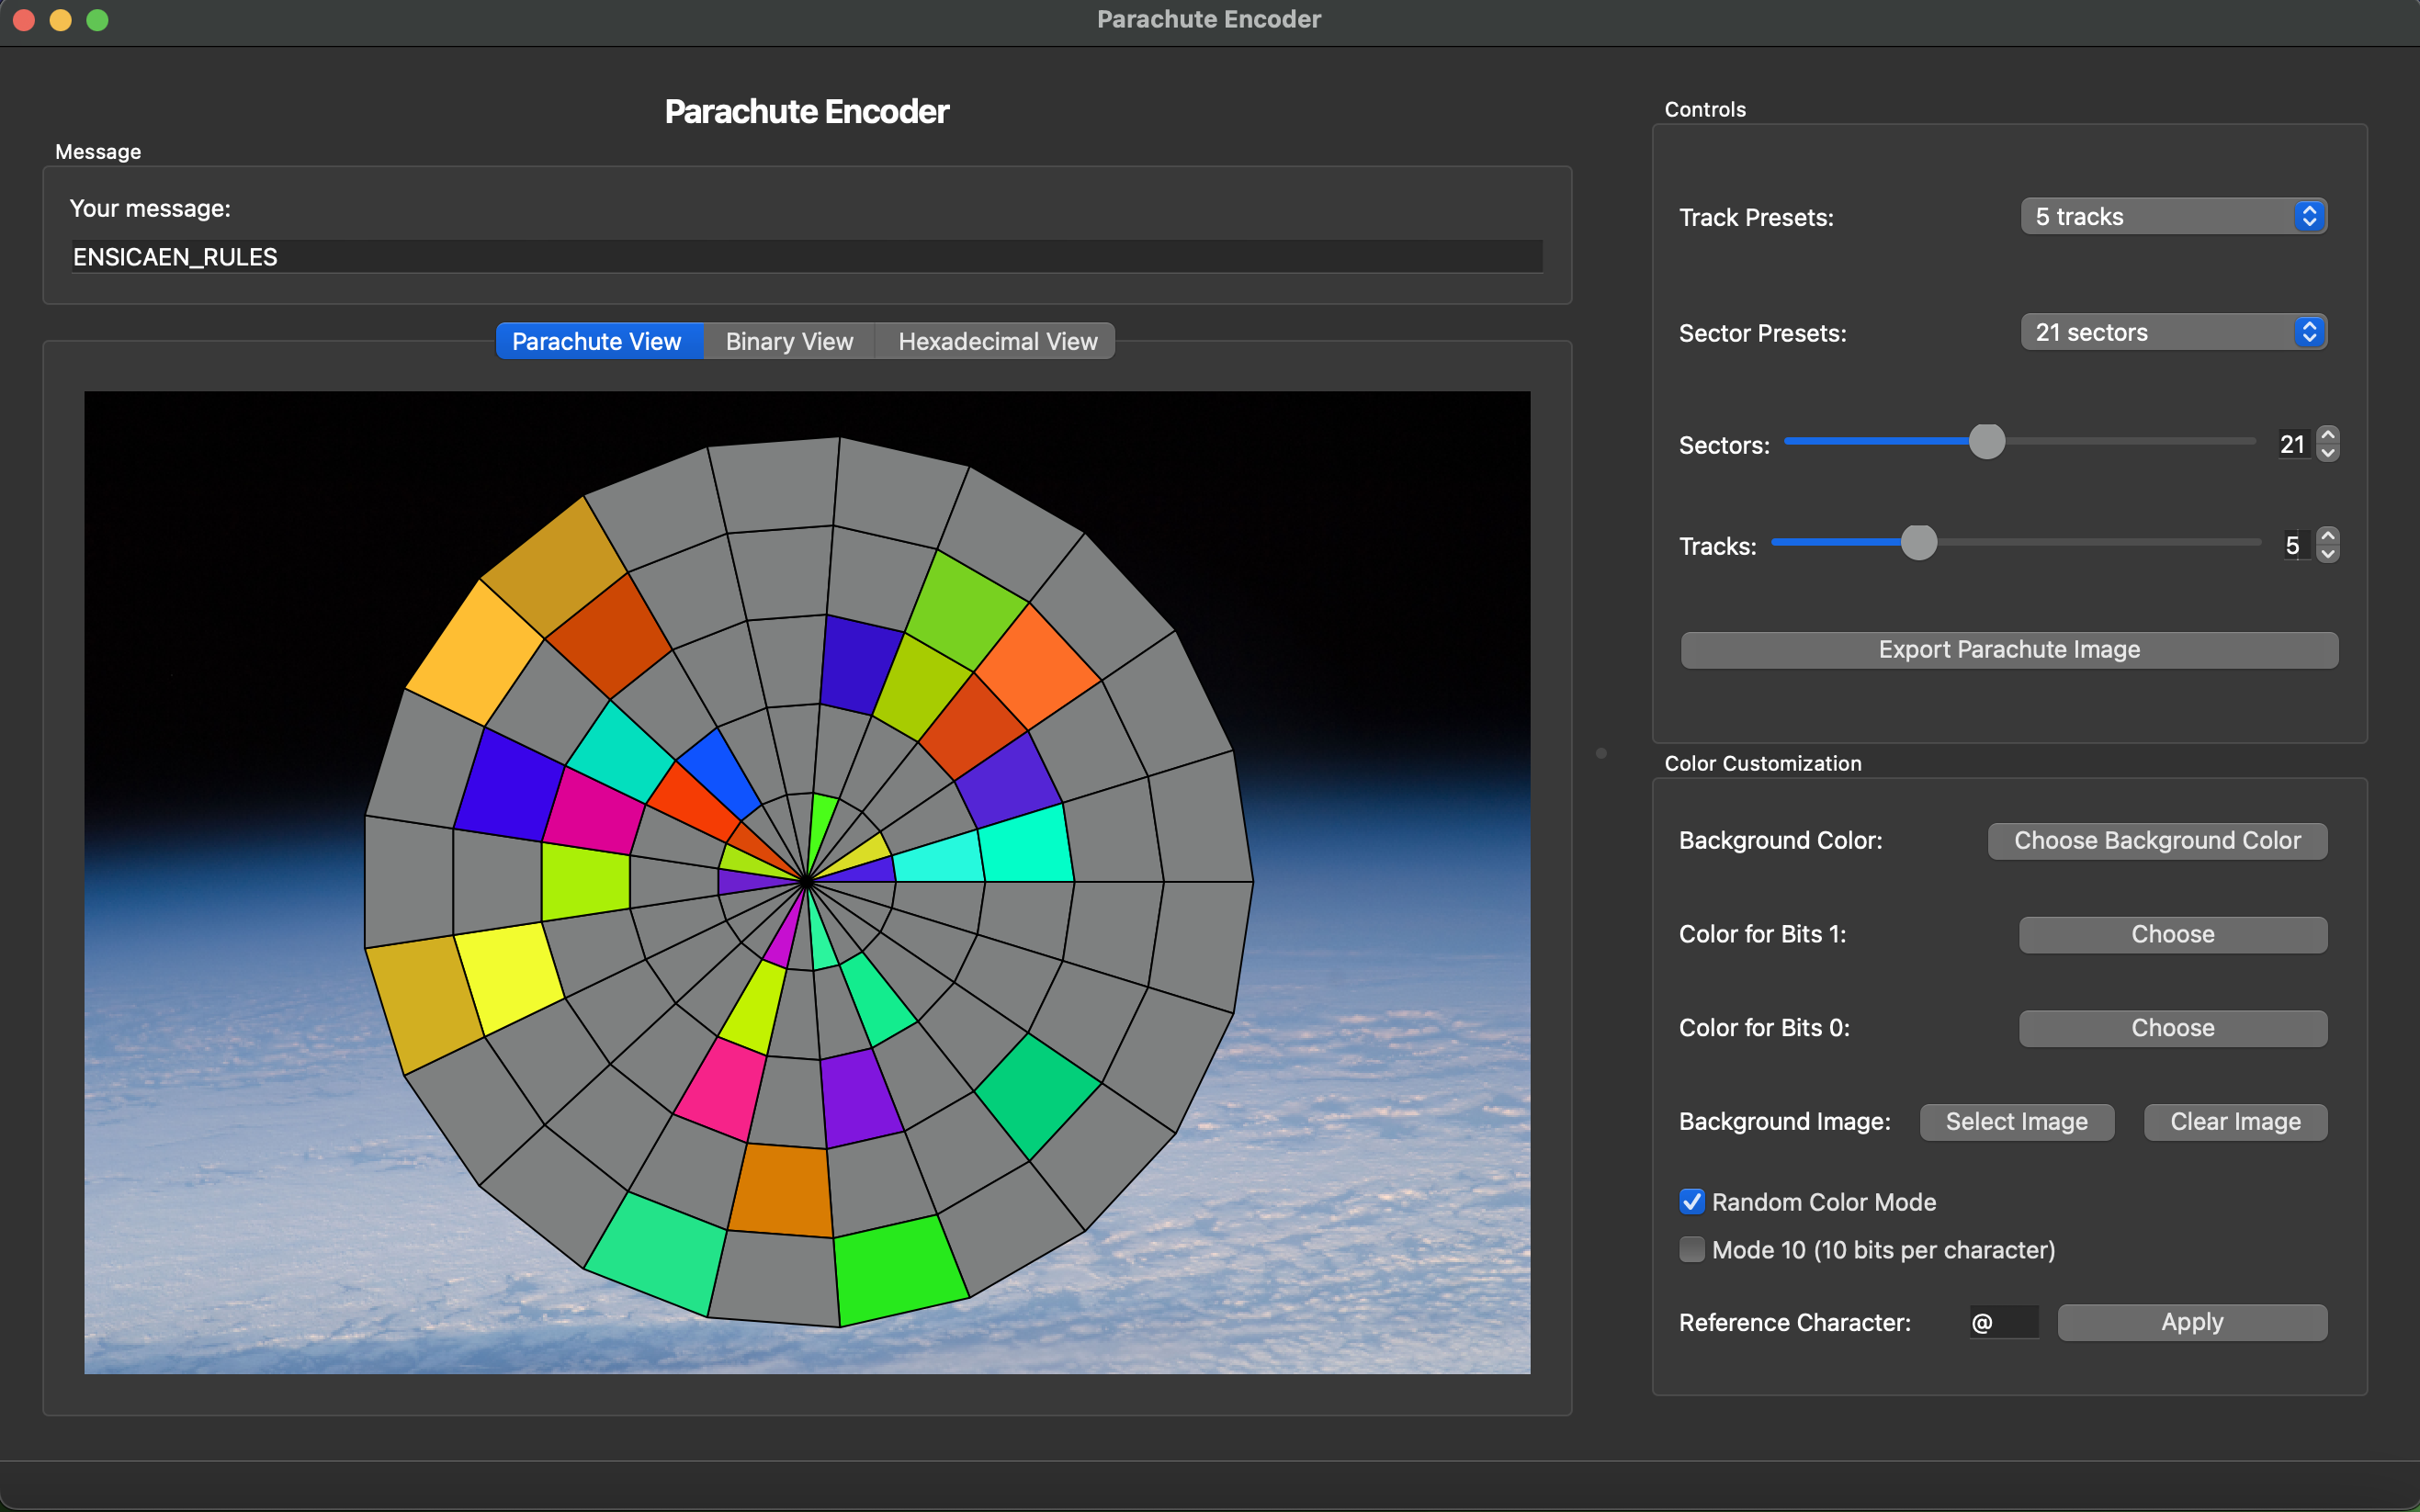 Parachute Encoder
Parachute Encoder
Message
Your message:
ENSICAEN_RULES
Parachute View
Binary View
Hexadecimal View
Controls
Track Presets:
5 tracks
Sector Presets:
21 sectors
Sectors:
21
Tracks:
5
Export Parachute Image
Color Customization
Background Color:
Choose Background Color
Color for Bits 1:
Choose
Color for Bits 0:
Choose
Background Image:
Select Image
Clear Image
Random Color Mode
Mode 10 (10 bits per character)
Reference Character:
@
Apply